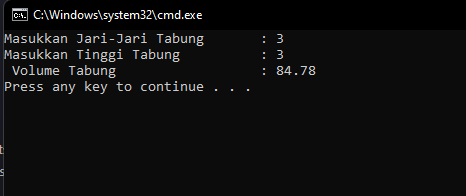 C:\Windows\system32\cmd.exe
Masukkan Jari-Jari Tabung : 3
Masukkan Tinggi Tabung : 3
Volume Tabung : 84.78
Press any key to continue . . .